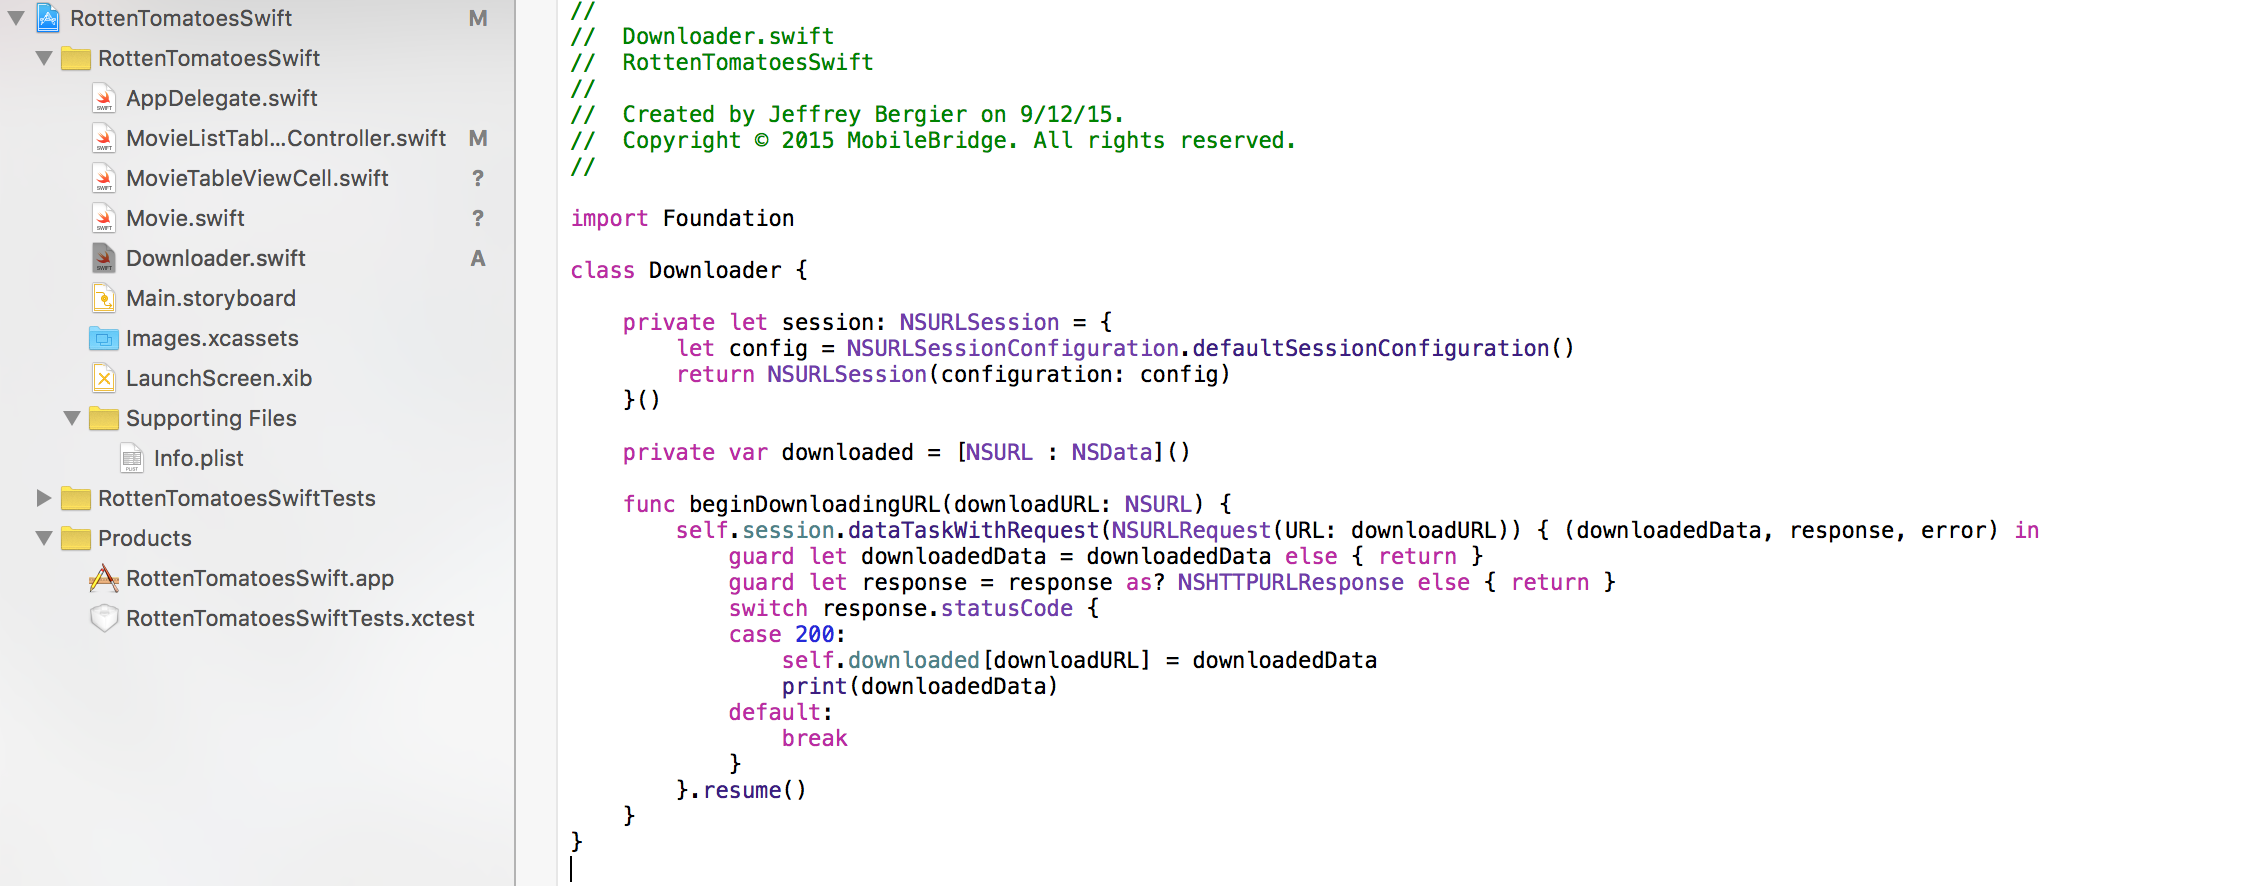 RottenTomatoesSwift M
RottenTomatoesSwift
AppDelegate.swift
MovieListTabl...Controller.swift M
MovieTableViewCell.swift ?
Movie.swift ?
Downloader.swift A
Main.storyboard
Images.xcassets
LaunchScreen.xib
Supporting Files
Info.plist
RottenTomatoesSwiftTests
Products
RottenTomatoesSwift.app
RottenTomatoesSwiftTests.xctest
//
//  Downloader.swift
//  RottenTomatoesSwift
//
//  Created by Jeffrey Bergier on 9/12/15.
//  Copyright © 2015 MobileBridge. All rights reserved.
//
import Foundation
class Downloader {
    private let session: NSURLSession = {
        let config = NSURLSessionConfiguration.defaultSessionConfiguration()
        return NSURLSession(configuration: config)
    }()
    private var downloaded = [NSURL : NSData]()
    func beginDownloadingURL(downloadURL: NSURL) {
        self.session.dataTaskWithRequest(NSURLRequest(URL: downloadURL)) { (downloadedData, response, error) in
            guard let downloadedData = downloadedData else { return }
            guard let response = response as? NSHTTPURLResponse else { return }
            switch response.statusCode {
            case 200:
                self.downloaded[downloadURL] = downloadedData
                print(downloadedData)
            default:
                break
            }
        }.resume()
    }
}